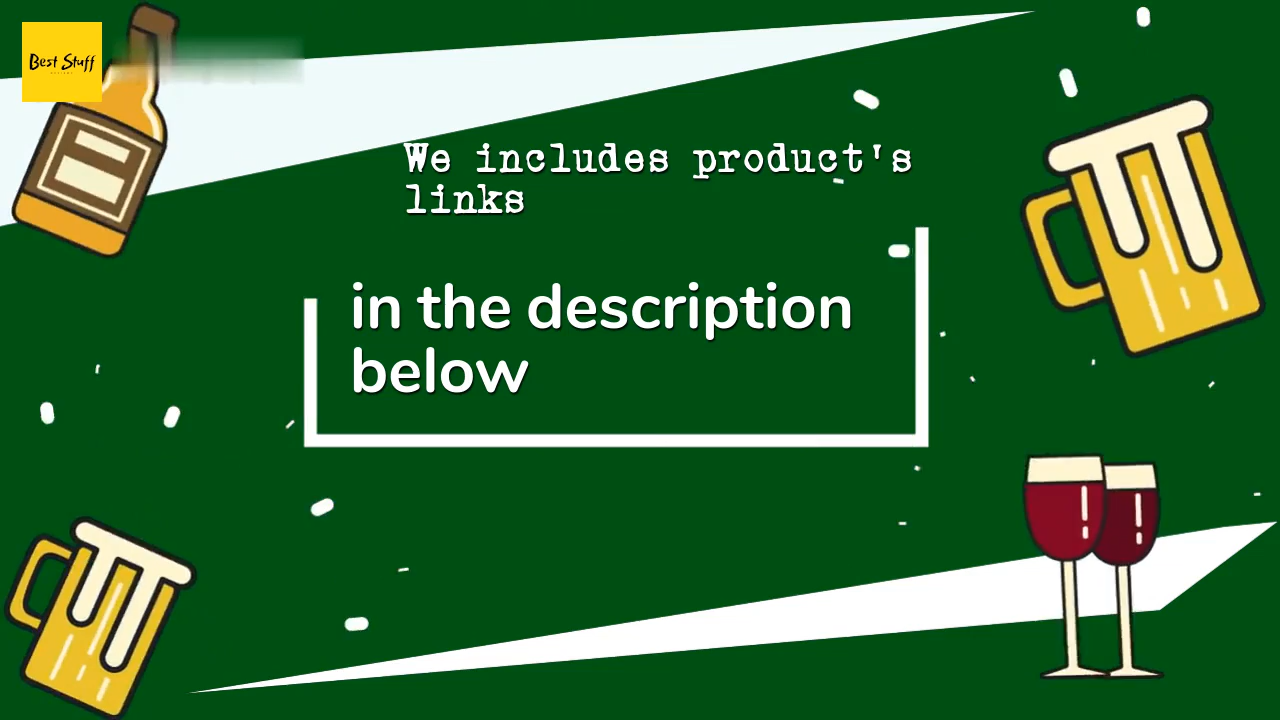 Best Stuff
We includes product's
links
in the description
below